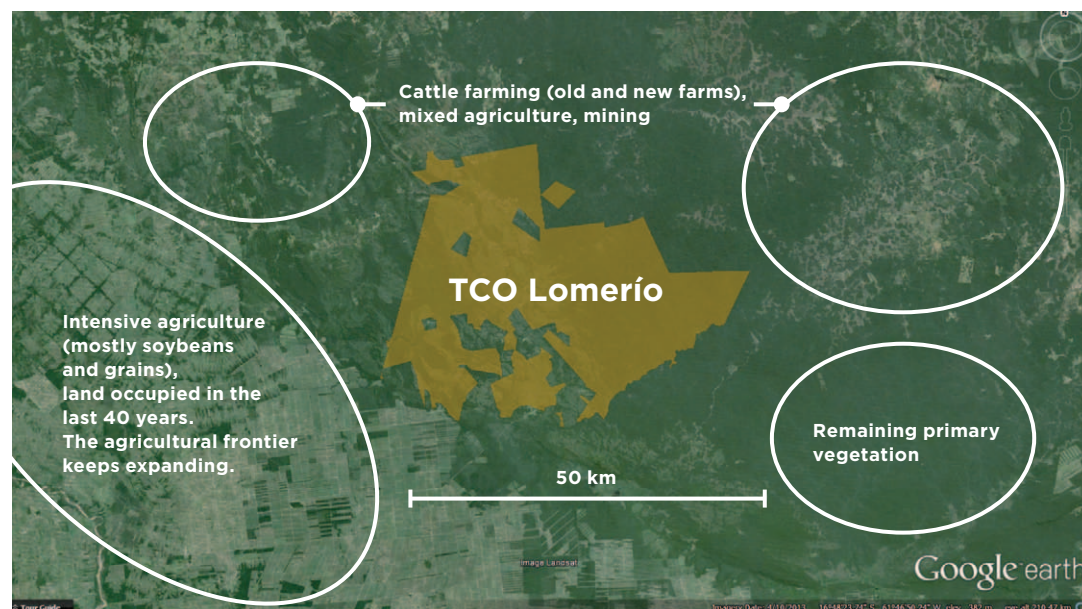 Cattle farming (old and new farms),
mixed agriculture, mining
TCO Lomerío
Intensive agriculture
(mostly soybeans
and grains),
land occupied in the
last 40 years.
The agricultural frontier
keeps expanding.
Remaining primary
vegetation
50 km
Image Landsat
Google earth
Tour Guide